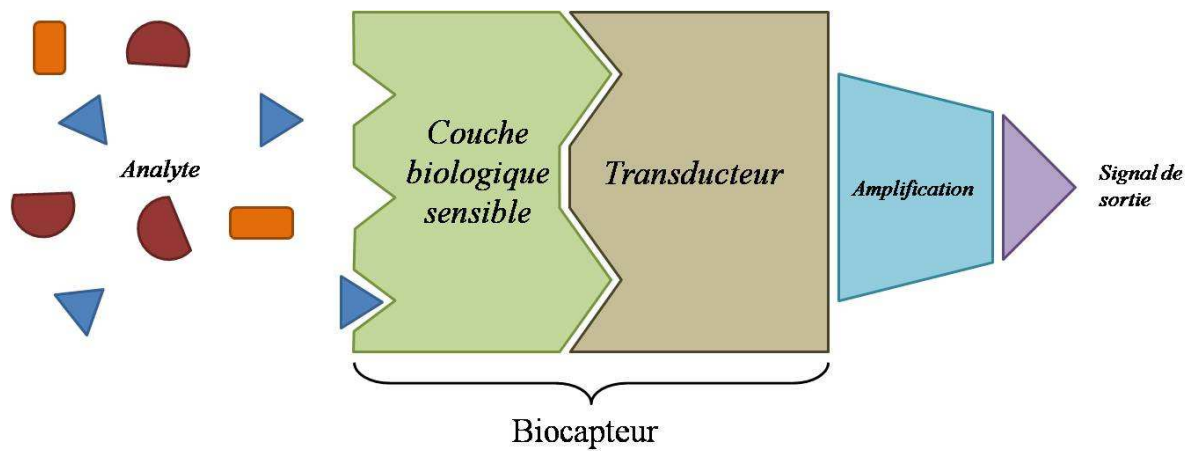 Analyte
Couche
biologique
sensible
Transducteur
Amplification
Signal de
sortie
Biocapteur